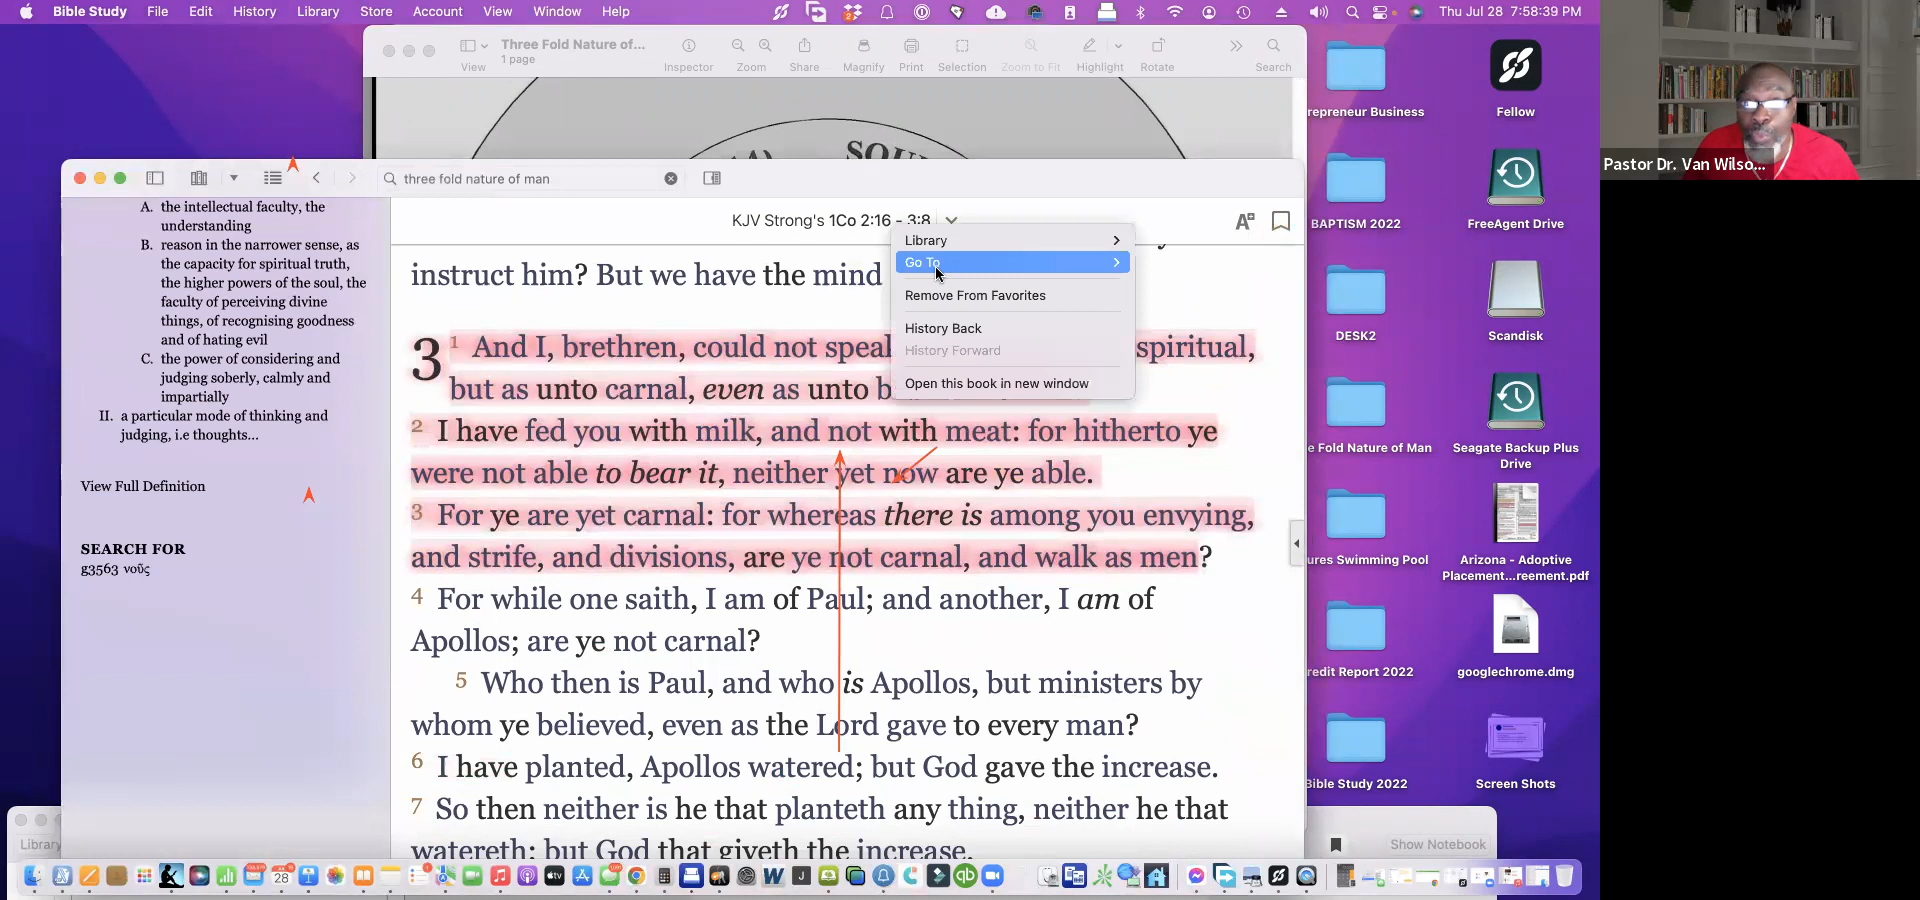 Bible Study File Edit History Library Store Account View Window Help Thu Jul 28 7:58:39 PM
Three Fold Nature of...
1 page
View Inspector Zoom Share Magnify Print Selection Zoom to Fit Highlight Rotate Search
three fold nature of man
A. the intellectual faculty, the
understanding
B. reason in the narrower sense, as
the capacity for spiritual truth,
the higher powers of the soul, the
faculty of perceiving divine
things, of recognising goodness
and of hating evil
C. the power of considering and
judging soberly, calmly and
impartially
II. a particular mode of thinking and
judging, i.e thoughts...
View Full Definition
SEARCH FOR
g3563 νοῦς
KJV Strong's 1Co 2:16 - 3:8
Library
Go To
Remove From Favorites
History Back
History Forward
Open this book in new window
instruct him? But we have the mind
3 1 And I, brethren, could not speak spiritual,
but as unto carnal, even as unto
2 I have fed you with milk, and not with meat: for hitherto ye
were not able to bear it, neither yet now are ye able.
3 For ye are yet carnal: for whereas there is among you envying,
and strife, and divisions, are ye not carnal, and walk as men?
4 For while one saith, I am of Paul; and another, I am of
Apollos; are ye not carnal?
5 Who then is Paul, and who is Apollos, but ministers by
whom ye believed, even as the Lord gave to every man?
6 I have planted, Apollos watered; but God gave the increase.
7 So then neither is he that planteth any thing, neither he that
watereth; but God that giveth the increase.
repreneur Business
Fellow
BAPTISM 2022
FreeAgent Drive
DESK2
Scandisk
e Fold Nature of Man
Seagate Backup Plus
Drive
ures Swimming Pool
Arizona - Adoptive
Placement...reement.pdf
redit Report 2022
googlechrome.dmg
Bible Study 2022
Screen Shots
Library
Show Notebook
Pastor Dr. Van Wilso...